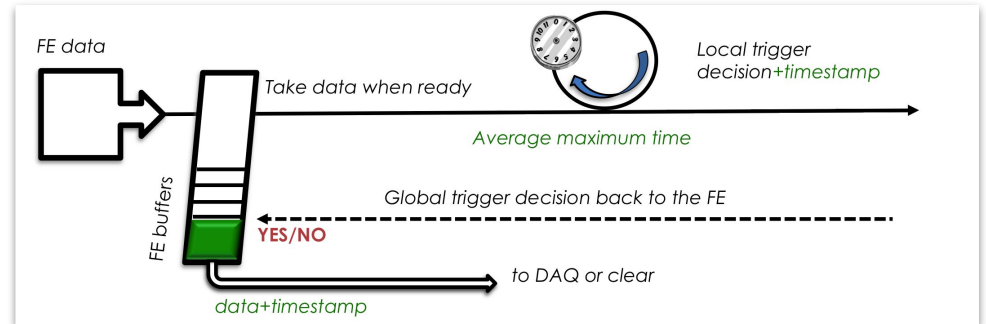 FE data
Local trigger
decision+timestamp
Take data when ready
Average maximum time
FE buffers
Global trigger decision back to the FE
YES/NO
to DAQ or clear
data+timestamp